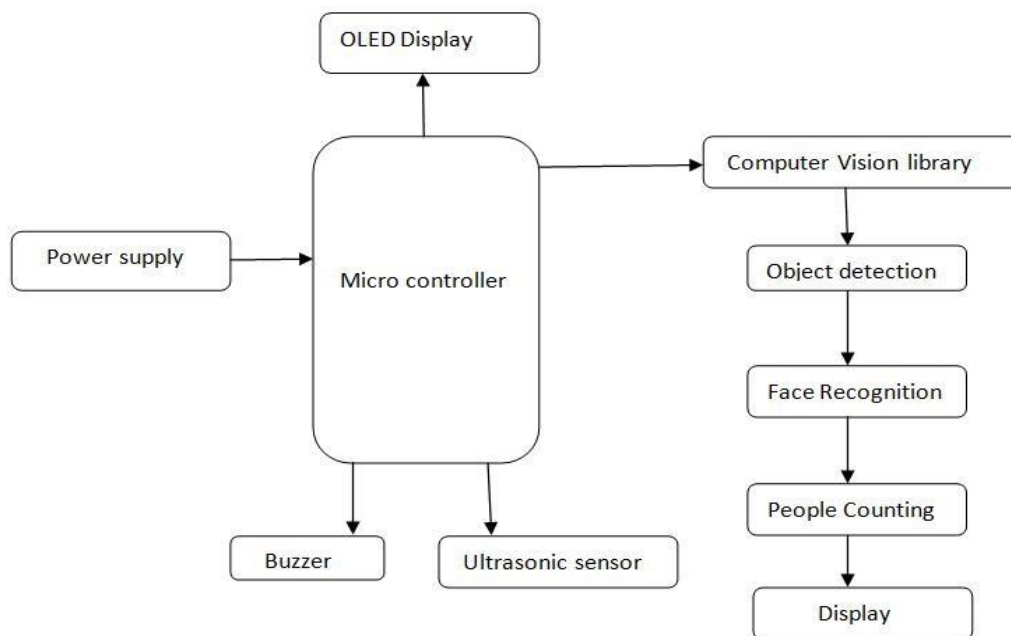 OLED Display
Computer Vision library
Power supply
Micro controller
Object detection
Face Recognition
People Counting
Buzzer
Ultrasonic sensor
Display